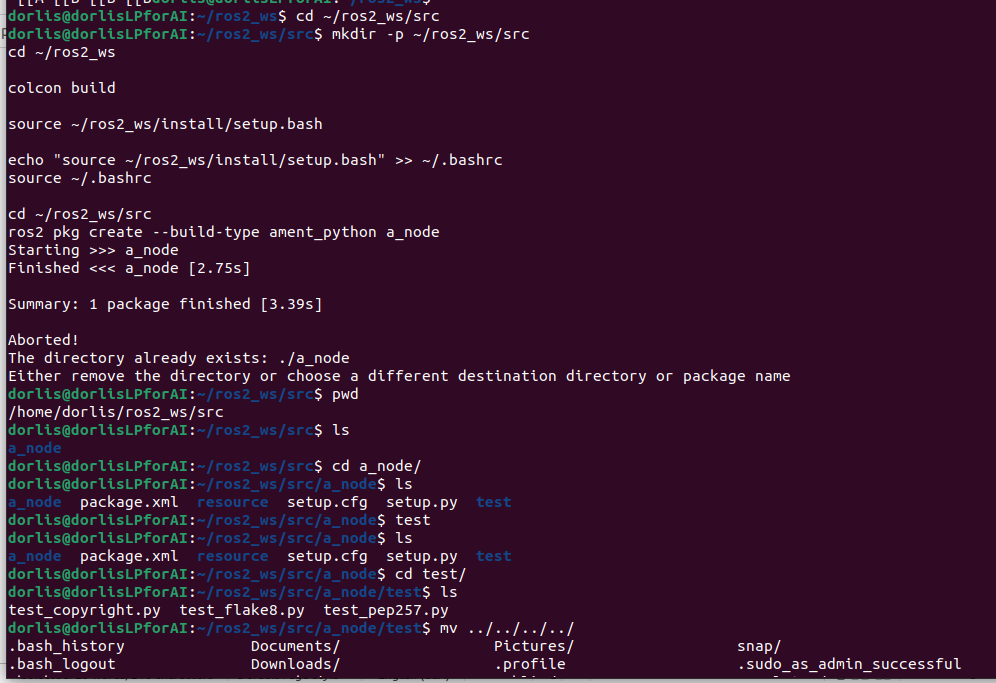 dorlis@dorlisLPforAI:~/ros2_ws$ cd ~/ros2_ws/src
dorlis@dorlisLPforAI:~/ros2_ws/src$ mkdir -p ~/ros2_ws/src
cd ~/ros2_ws
colcon build
source ~/ros2_ws/install/setup.bash
echo "source ~/ros2_ws/install/setup.bash" >> ~/.bashrc
source ~/.bashrc
cd ~/ros2_ws/src
ros2 pkg create --build-type ament_python a_node
Starting >>> a_node
Finished <<< a_node [2.75s]
Summary: 1 package finished [3.39s]
Aborted!
The directory already exists: ./a_node
Either remove the directory or choose a different destination directory or package name
dorlis@dorlisLPforAI:~/ros2_ws/src$ pwd
/home/dorlis/ros2_ws/src
dorlis@dorlisLPforAI:~/ros2_ws/src$ ls
a_node
dorlis@dorlisLPforAI:~/ros2_ws/src$ cd a_node/
dorlis@dorlisLPforAI:~/ros2_ws/src/a_node$ ls
a_node  package.xml  resource  setup.cfg  setup.py  test
dorlis@dorlisLPforAI:~/ros2_ws/src/a_node$ test
dorlis@dorlisLPforAI:~/ros2_ws/src/a_node$ ls
a_node  package.xml  resource  setup.cfg  setup.py  test
dorlis@dorlisLPforAI:~/ros2_ws/src/a_node$ cd test/
dorlis@dorlisLPforAI:~/ros2_ws/src/a_node/test$ ls
test_copyright.py  test_flake8.py  test_pep257.py
dorlis@dorlisLPforAI:~/ros2_ws/src/a_node/test$ mv ../../../../
.bash_history  Documents/  Pictures/  snap/
.bash_logout  Downloads/  .profile  .sudo_as_admin_successful